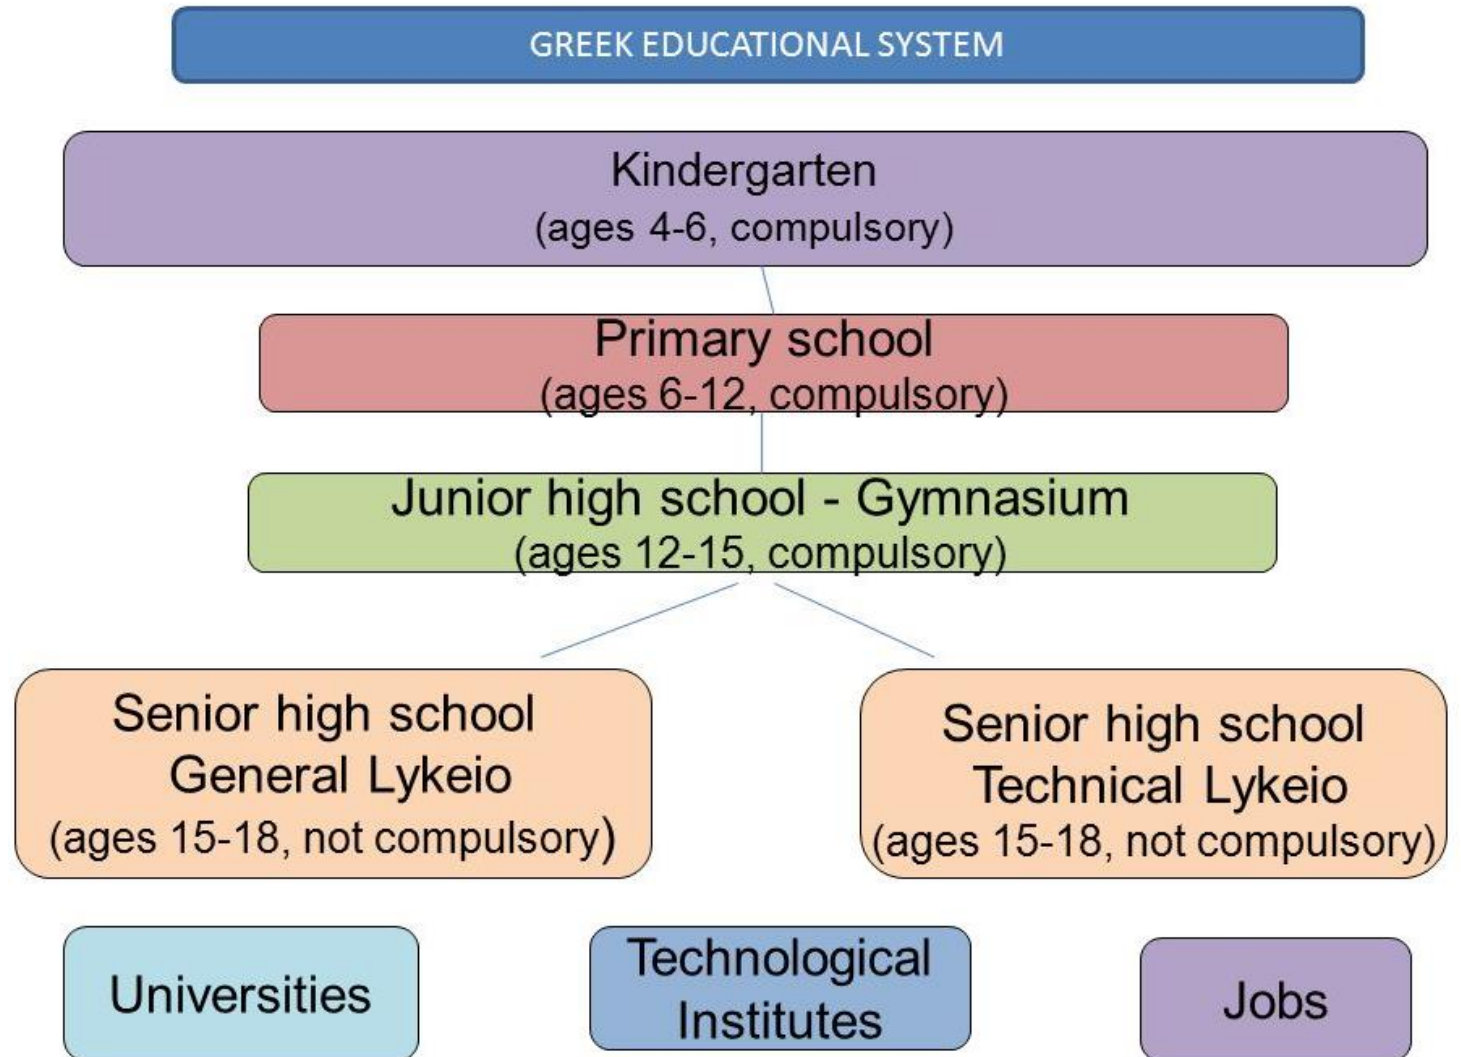 GREEK EDUCATIONAL SYSTEM
Kindergarten
(ages 4-6, compulsory)
Primary school
(ages 6-12, compulsory)
Junior high school - Gymnasium
(ages 12-15, compulsory)
Senior high school
General Lykeio
(ages 15-18, not compulsory)
Senior high school
Technical Lykeio
(ages 15-18, not compulsory)
Universities
Technological
Institutes
Jobs